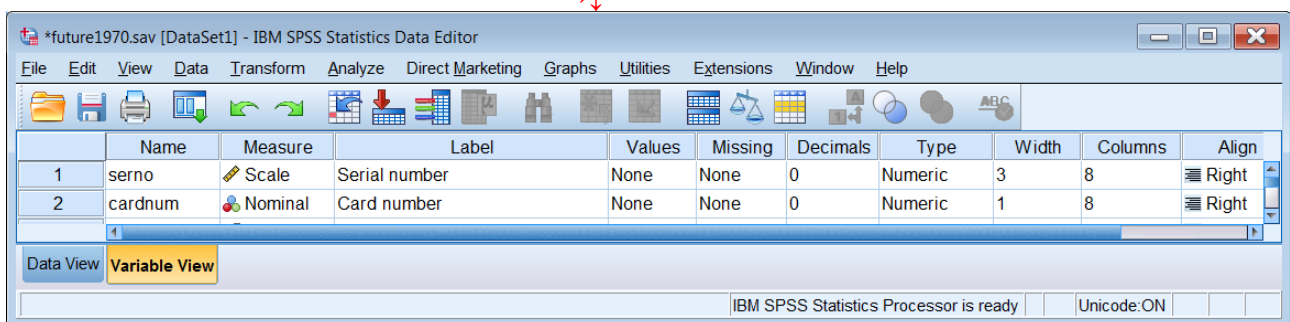 *future1970.sav [DataSet1] - IBM SPSS Statistics Data Editor
File Edit View Data Transform Analyze Direct Marketing Graphs Utilities Extensions Window Help
Name Measure Label Values Missing Decimals Type Width Columns Align
1 serno Scale Serial number None None 0 Numeric 3 8 Right
2 cardnum Nominal Card number None None 0 Numeric 1 8 Right
Data View Variable View
IBM SPSS Statistics Processor is ready Unicode:ON